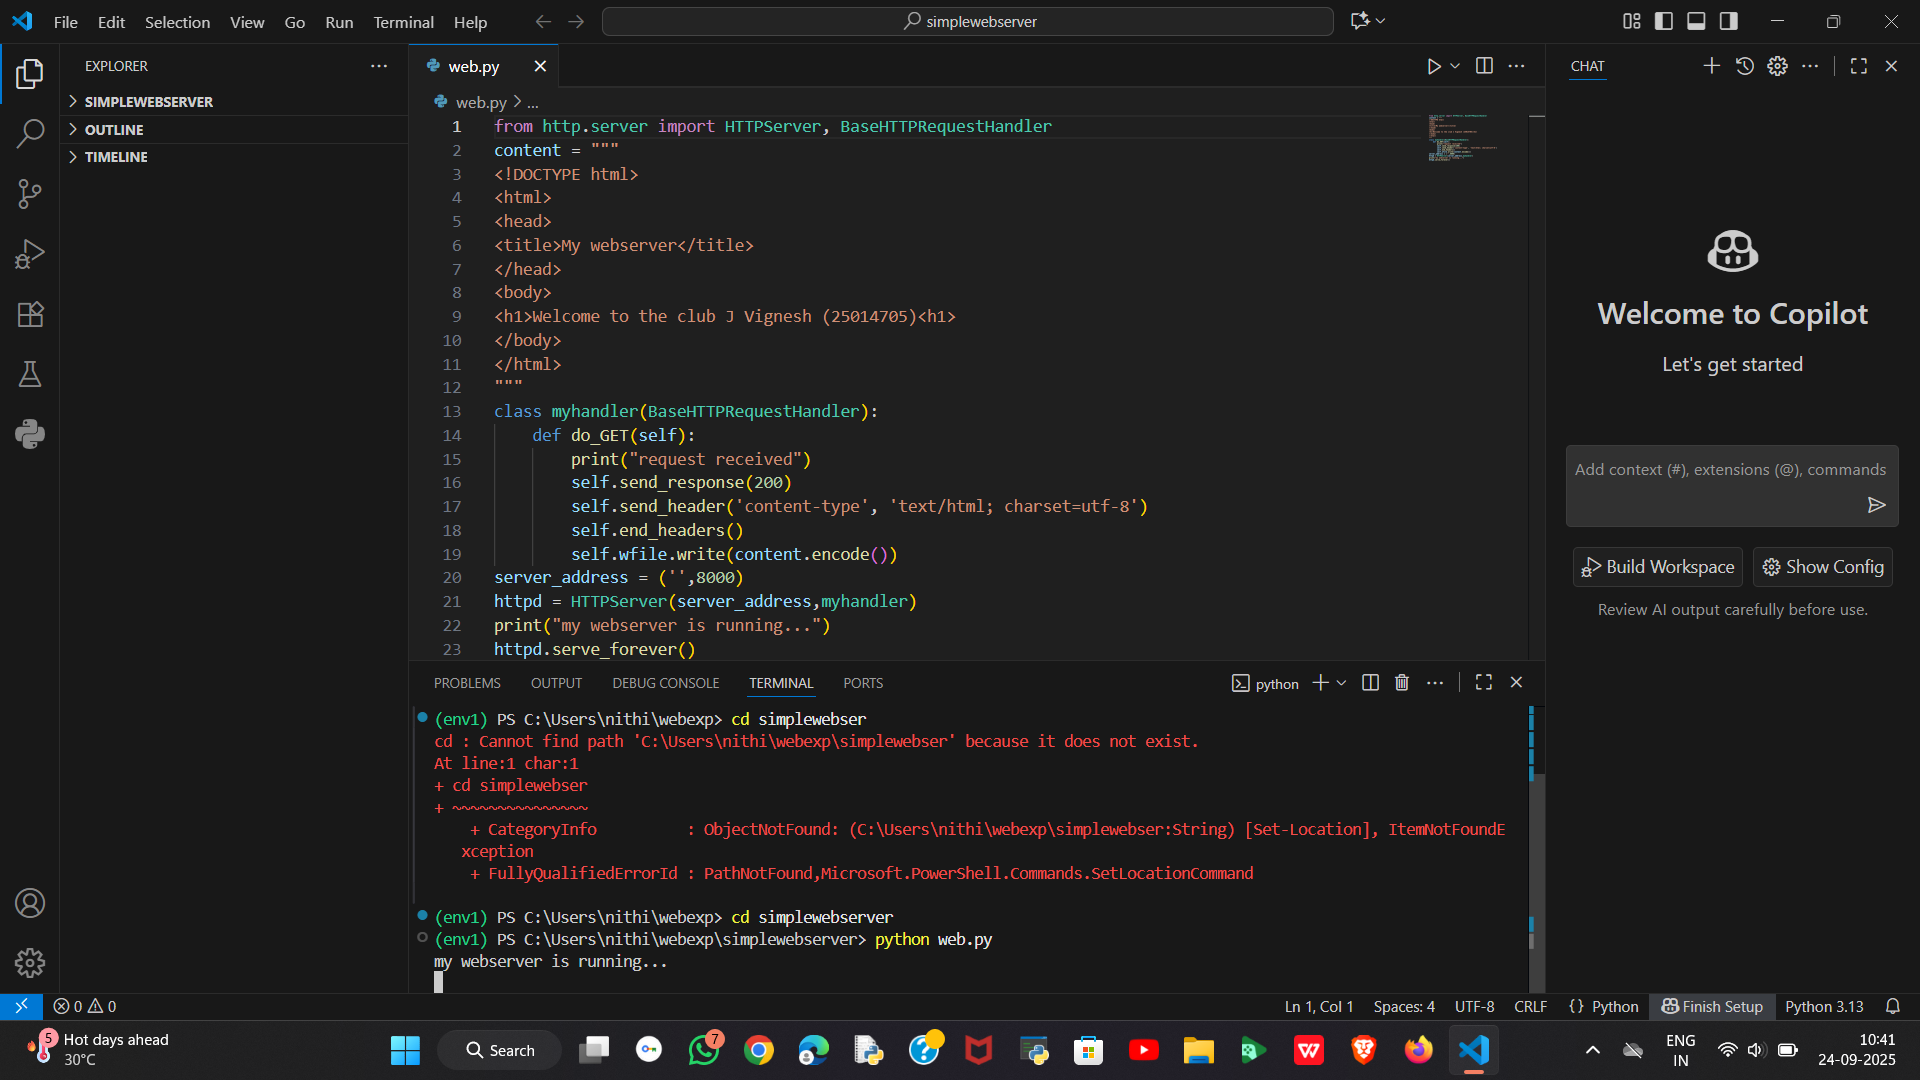 File Edit Selection View Go Run Terminal Help
simplewebserver
EXPLORER
SIMPLEWEBSERVER
OUTLINE
TIMELINE
web.py
web.py > ...
1 from http.server import HTTPServer, BaseHTTPRequestHandler
2 content = """
3 <!DOCTYPE html>
4 <html>
5 <head>
6 <title>My webserver</title>
7 </head>
8 <body>
9 <h1>Welcome to the club J Vignesh (25014705)<h1>
10 </body>
11 </html>
12 """
13 class myhandler(BaseHTTPRequestHandler):
14     def do_GET(self):
15         print("request received")
16         self.send_response(200)
17         self.send_header('content-type', 'text/html; charset=utf-8')
18         self.end_headers()
19         self.wfile.write(content.encode())
20 server_address = ('',8000)
21 httpd = HTTPServer(server_address,myhandler)
22 print("my webserver is running...")
23 httpd.serve_forever()
PROBLEMS OUTPUT DEBUG CONSOLE TERMINAL PORTS
python
(env1) PS C:\Users\nithi\webexp> cd simplewebser
cd : Cannot find path 'C:\Users\nithi\webexp\simplewebser' because it does not exist.
At line:1 char:1
+ cd simplewebser
+ ~~~~~~~~~~~~~~~
+ CategoryInfo          : ObjectNotFound: (C:\Users\nithi\webexp\simplewebser:String) [Set-Location], ItemNotFoundE
xception
+ FullyQualifiedErrorId : PathNotFound,Microsoft.PowerShell.Commands.SetLocationCommand
(env1) PS C:\Users\nithi\webexp> cd simplewebserver
(env1) PS C:\Users\nithi\webexp\simplewebserver> python web.py
my webserver is running...
CHAT
Welcome to Copilot
Let's get started
Add context (#), extensions (@), commands
Build Workspace Show Config
Review AI output carefully before use.
0 0
Ln 1, Col 1 Spaces: 4 UTF-8 CRLF {} Python Finish Setup Python 3.13
5
Hot days ahead
30°C
Search
7
ENG
IN
10:41
24-09-2025